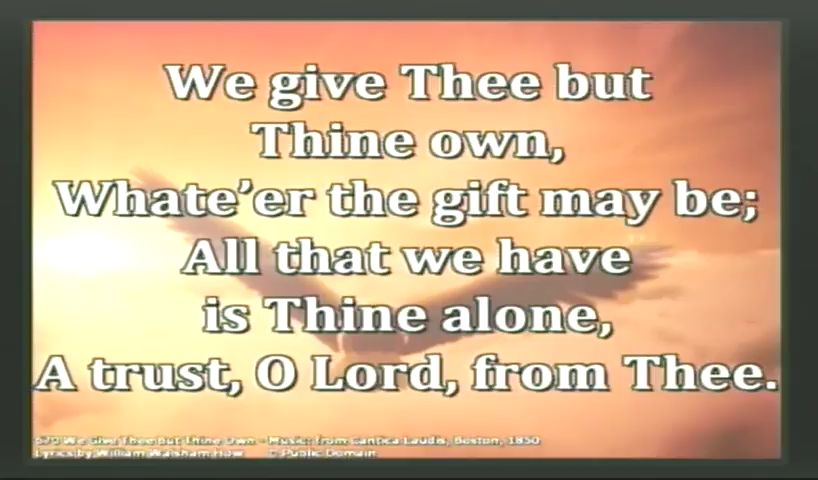 We give Thee but
Thine own,
Whate’er the gift may be;
All that we have
is Thine alone,
A trust, O Lord, from Thee.
670 We Give Thee But Thine Own - Music: from Cantica Laudis, Boston, 1850
Lyrics by William Walsham How © Public Domain